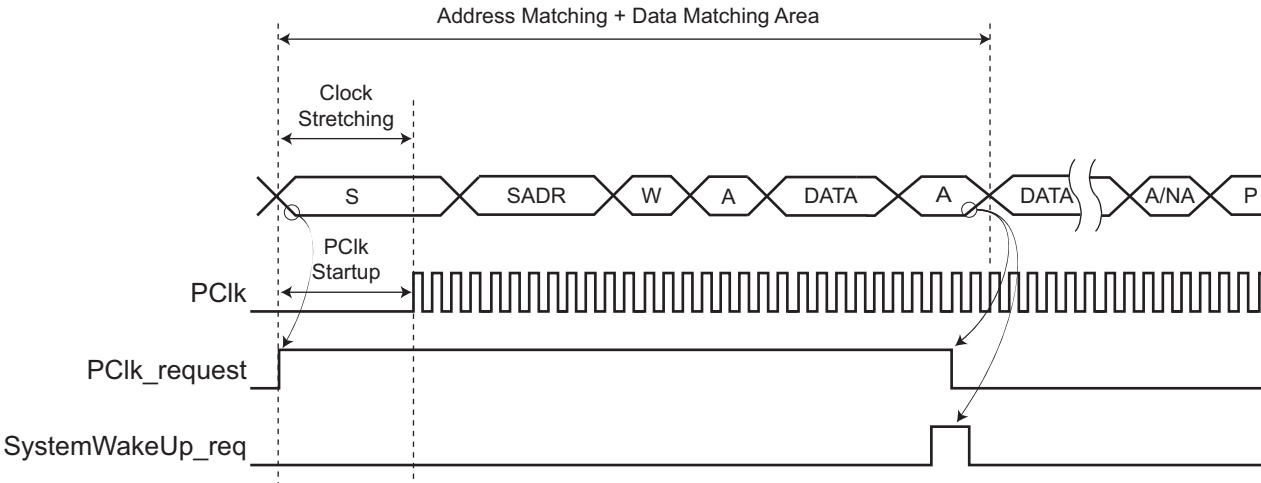 Address Matching + Data Matching Area
Clock
Stretching
S SADR W A DATA A DATA A/NA P
PClk
Startup
PClk
PClk_request
SystemWakeUp_req